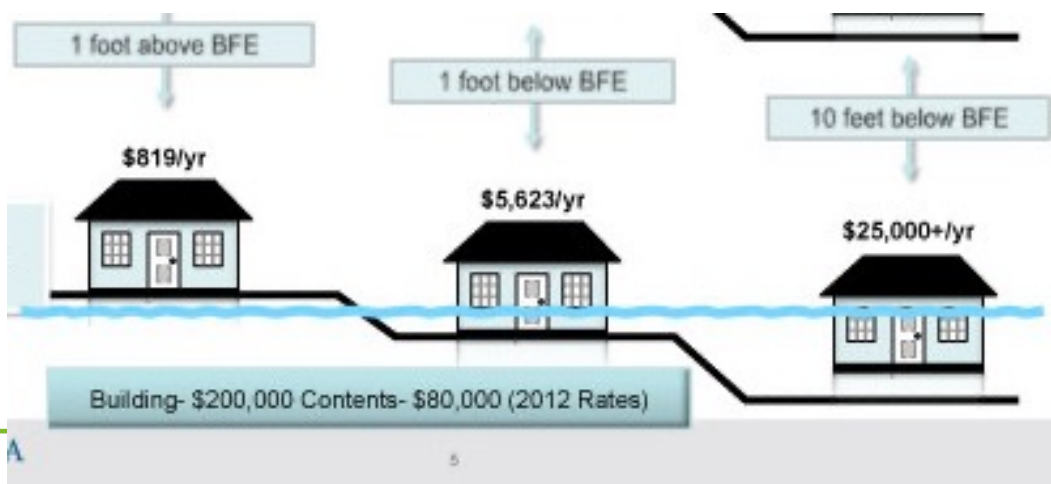 1 foot above BFE
1 foot below BFE
10 feet below BFE
$819/yr
$5,623/yr
$25,000+/yr
Building- $200,000 Contents- $80,000 (2012 Rates)
A
5